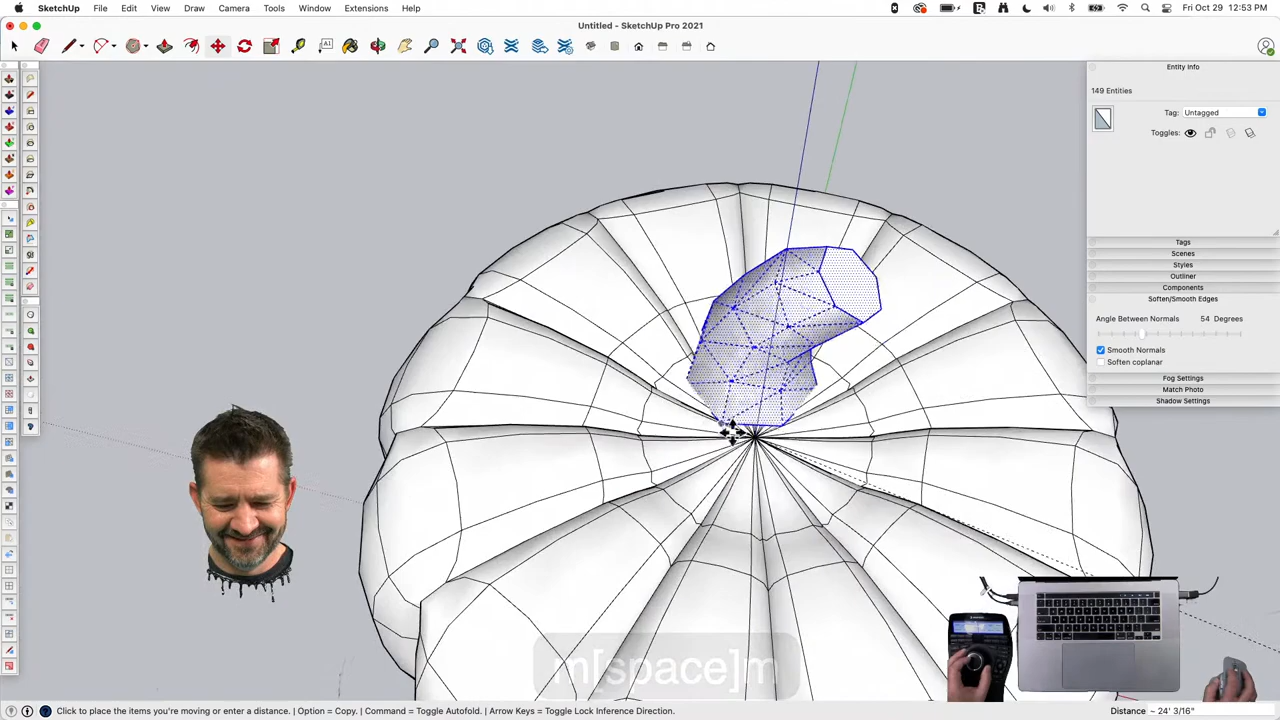 SketchUp File Edit View Draw Camera Tools Window Extensions Help
Fri Oct 29 12:53 PM
Untitled - SketchUp Pro 2021
Entity Info
149 Entities
Tag: Untagged
Toggles:
Tags
Scenes
Styles
Outliner
Components
Soften/Smooth Edges
Angle Between Normals 54 Degrees
Smooth Normals
Soften coplanar
Fog Settings
Match Photo
Shadow Settings
m[space]m
Click to place the items you're moving or enter a distance. | Option = Copy. | Command = Toggle Autofold. | Arrow Keys = Toggle Lock Inference Direction.
Distance ~ 24' 3/16"